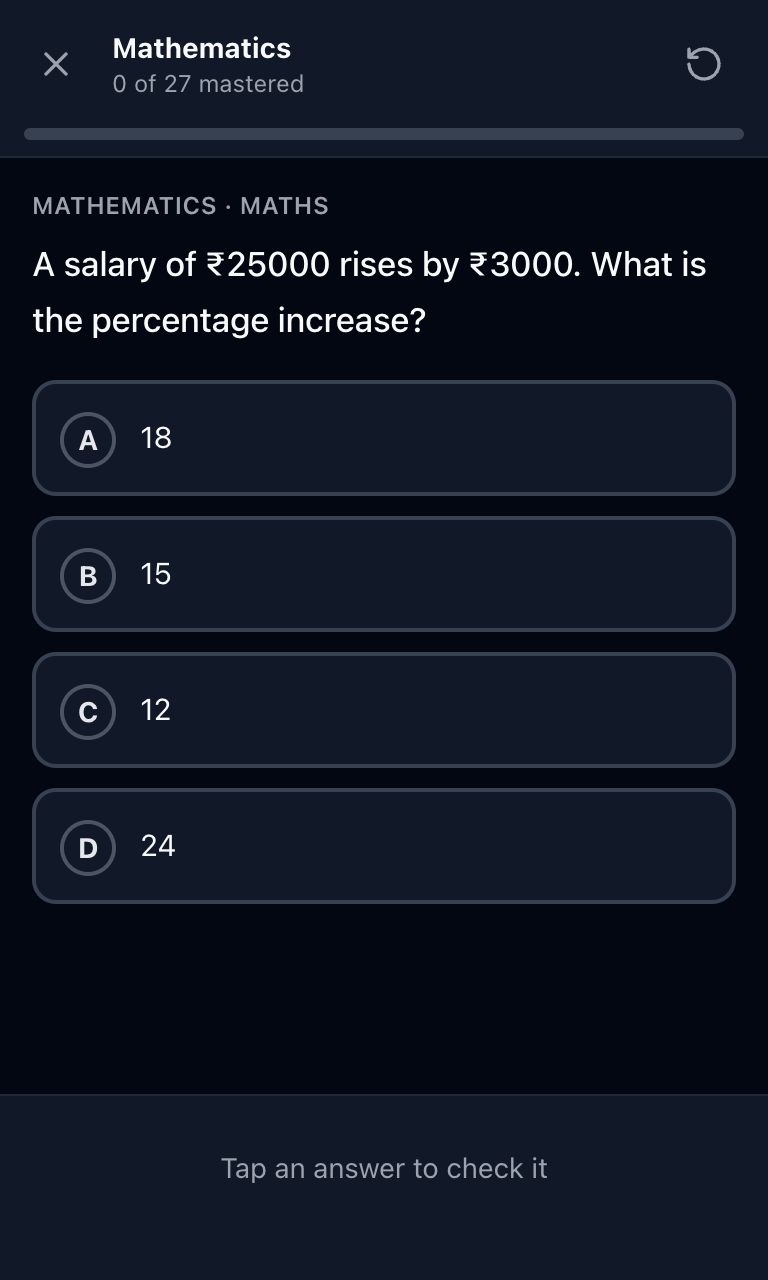 Mathematics
0 of 27 mastered
MATHEMATICS · MATHS
A salary of ₹25000 rises by ₹3000. What is
the percentage increase?
A 18
B 15
C 12
D 24
Tap an answer to check it